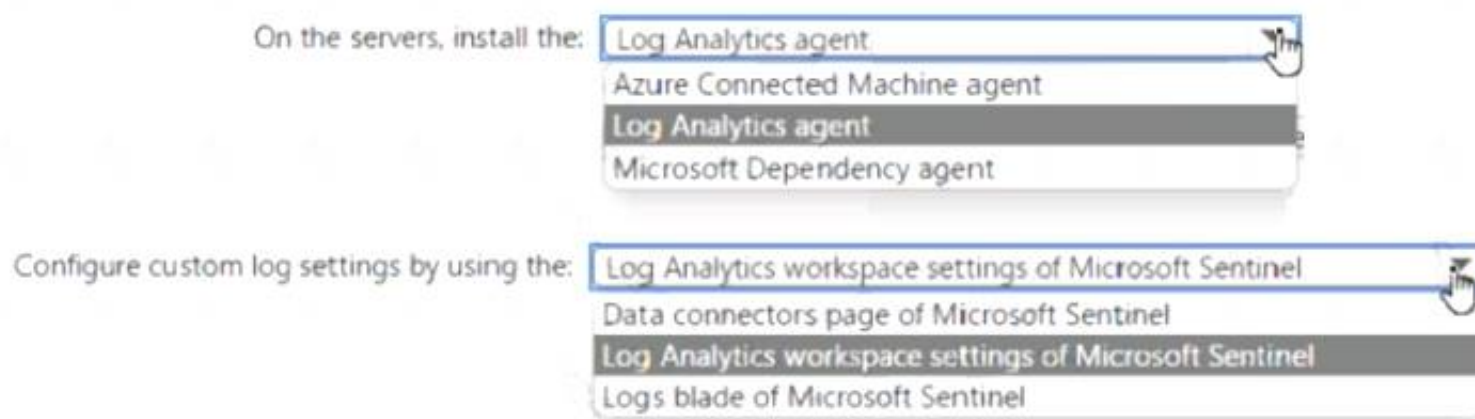 On the servers, install the: Log Analytics agent
Azure Connected Machine agent
Log Analytics agent
Microsoft Dependency agent
Configure custom log settings by using the: Log Analytics workspace settings of Microsoft Sentinel
Data connectors page of Microsoft Sentinel
Log Analytics workspace settings of Microsoft Sentinel
Logs blade of Microsoft Sentinel